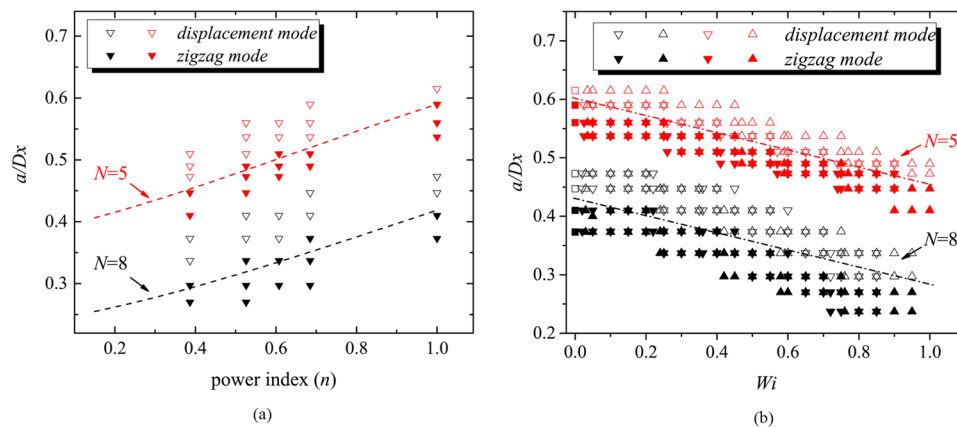 0.7
0.6
0.5
0.4
0.3
a/Dx
displacement mode
zigzag mode
N=5
N=8
0.2 0.4 0.6 0.8 1.0
power index (n)
(a)
0.7
0.6
0.5
0.4
0.3
0.2
a/Dx
displacement mode
zigzag mode
N=5
N=8
0.0 0.2 0.4 0.6 0.8 1.0
Wi
(b)